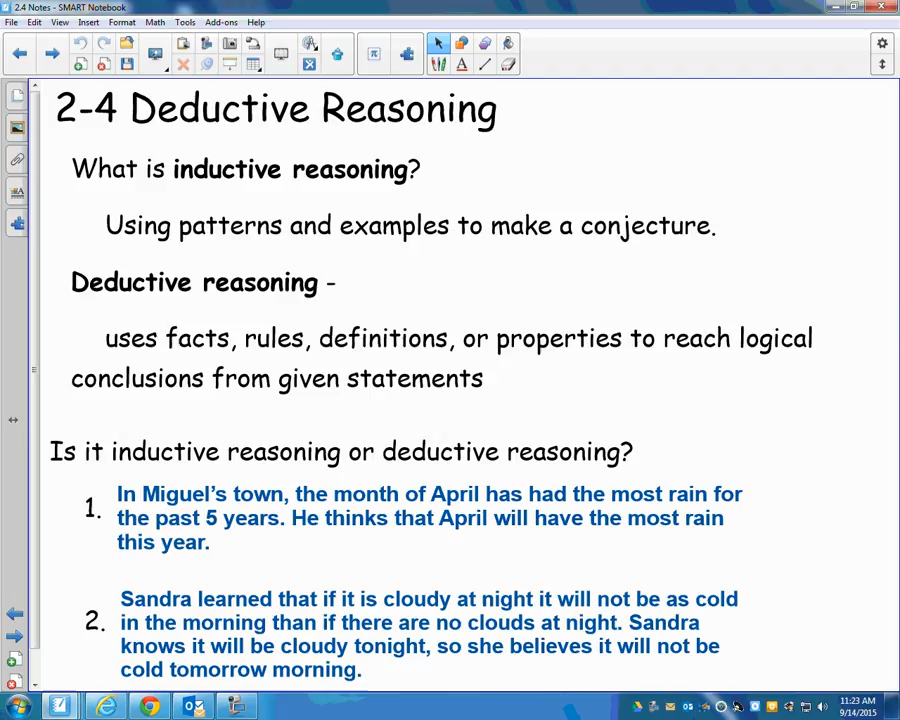 2.4 Notes - SMART Notebook
File Edit View Insert Format Math Tools Add-ons Help
2-4 Deductive Reasoning
What is inductive reasoning?
Using patterns and examples to make a conjecture.
Deductive reasoning -
uses facts, rules, definitions, or properties to reach logical
conclusions from given statements
Is it inductive reasoning or deductive reasoning?
1. In Miguel's town, the month of April has had the most rain for
the past 5 years. He thinks that April will have the most rain
this year.
2. Sandra learned that if it is cloudy at night it will not be as cold
in the morning than if there are no clouds at night. Sandra
knows it will be cloudy tonight, so she believes it will not be
cold tomorrow morning.
11:23 AM
9/14/2015